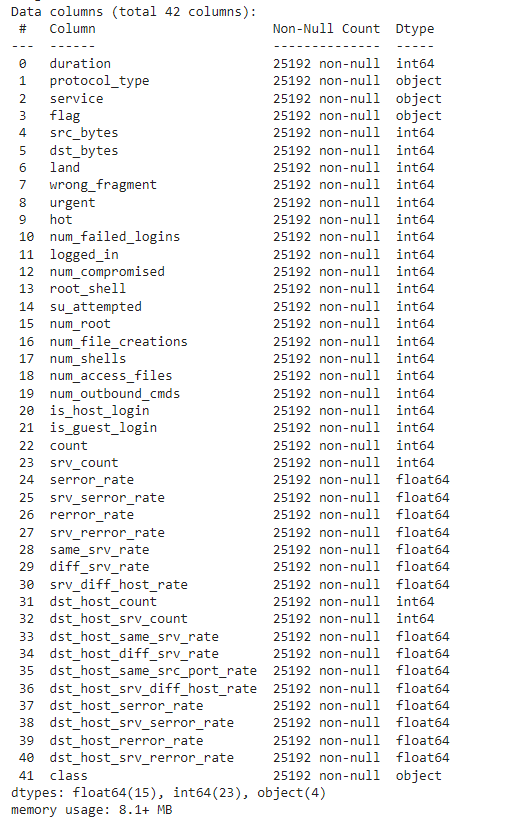 Data columns (total 42 columns):
 #   Column                       Non-Null Count  Dtype
---  ------                       --------------  -----
 0   duration                     25192 non-null  int64
 1   protocol_type                25192 non-null  object
 2   service                      25192 non-null  object
 3   flag                         25192 non-null  object
 4   src_bytes                    25192 non-null  int64
 5   dst_bytes                    25192 non-null  int64
 6   land                         25192 non-null  int64
 7   wrong_fragment               25192 non-null  int64
 8   urgent                       25192 non-null  int64
 9   hot                          25192 non-null  int64
 10  num_failed_logins            25192 non-null  int64
 11  logged_in                    25192 non-null  int64
 12  num_compromised              25192 non-null  int64
 13  root_shell                   25192 non-null  int64
 14  su_attempted                 25192 non-null  int64
 15  num_root                     25192 non-null  int64
 16  num_file_creations           25192 non-null  int64
 17  num_shells                   25192 non-null  int64
 18  num_access_files             25192 non-null  int64
 19  num_outbound_cmds            25192 non-null  int64
 20  is_host_login                25192 non-null  int64
 21  is_guest_login               25192 non-null  int64
 22  count                        25192 non-null  int64
 23  srv_count                    25192 non-null  int64
 24  serror_rate                  25192 non-null  float64
 25  srv_serror_rate              25192 non-null  float64
 26  rerror_rate                  25192 non-null  float64
 27  srv_rerror_rate              25192 non-null  float64
 28  same_srv_rate                25192 non-null  float64
 29  diff_srv_rate                25192 non-null  float64
 30  srv_diff_host_rate           25192 non-null  float64
 31  dst_host_count               25192 non-null  int64
 32  dst_host_srv_count           25192 non-null  int64
 33  dst_host_same_srv_rate       25192 non-null  float64
 34  dst_host_diff_srv_rate       25192 non-null  float64
 35  dst_host_same_src_port_rate  25192 non-null  float64
 36  dst_host_srv_diff_host_rate  25192 non-null  float64
 37  dst_host_serror_rate         25192 non-null  float64
 38  dst_host_srv_serror_rate     25192 non-null  float64
 39  dst_host_rerror_rate         25192 non-null  float64
 40  dst_host_srv_rerror_rate     25192 non-null  float64
 41  class                        25192 non-null  object
dtypes: float64(15), int64(23), object(4)
memory usage: 8.1+ MB